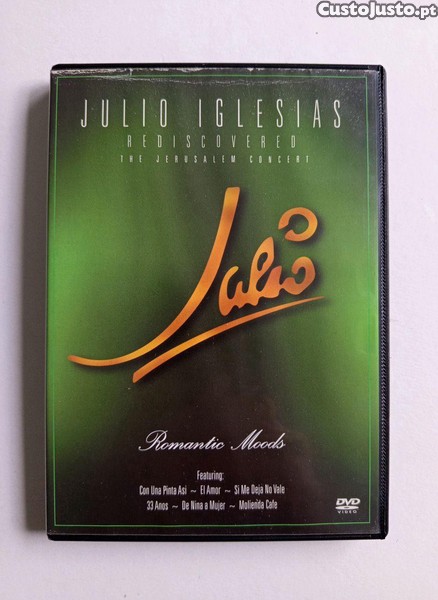 CustoJusto.pt
JULIO IGLESIAS
REDISCOVERED
THE JERUSALEM CONCERT
Julio
Romantic Moods
Featuring:
Con Una Pinta Asi ~ El Amor ~ Si Me Deja No Vale
33 Anos ~ De Nina a Mujer ~ Molienda Cafe
DVD
VIDEO